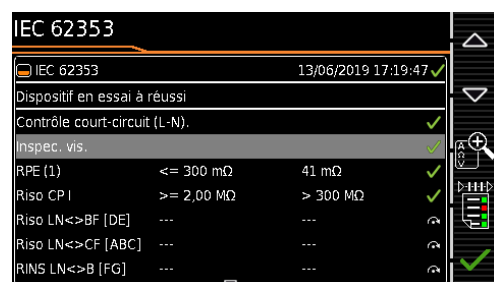 IEC 62353
IEC 62353 13/06/2019 17:19:47
Dispositif en essai à réussi
Contrôle court-circuit (L-N).
Inspec. vis.
RPE (1) <= 300 mΩ 41 mΩ
Riso CP I >= 2,00 MΩ > 300 MΩ
Riso LN<>BF [DE] --- ---
Riso LN<>CF [ABC] --- ---
RINS LN<>B [FG] --- ---